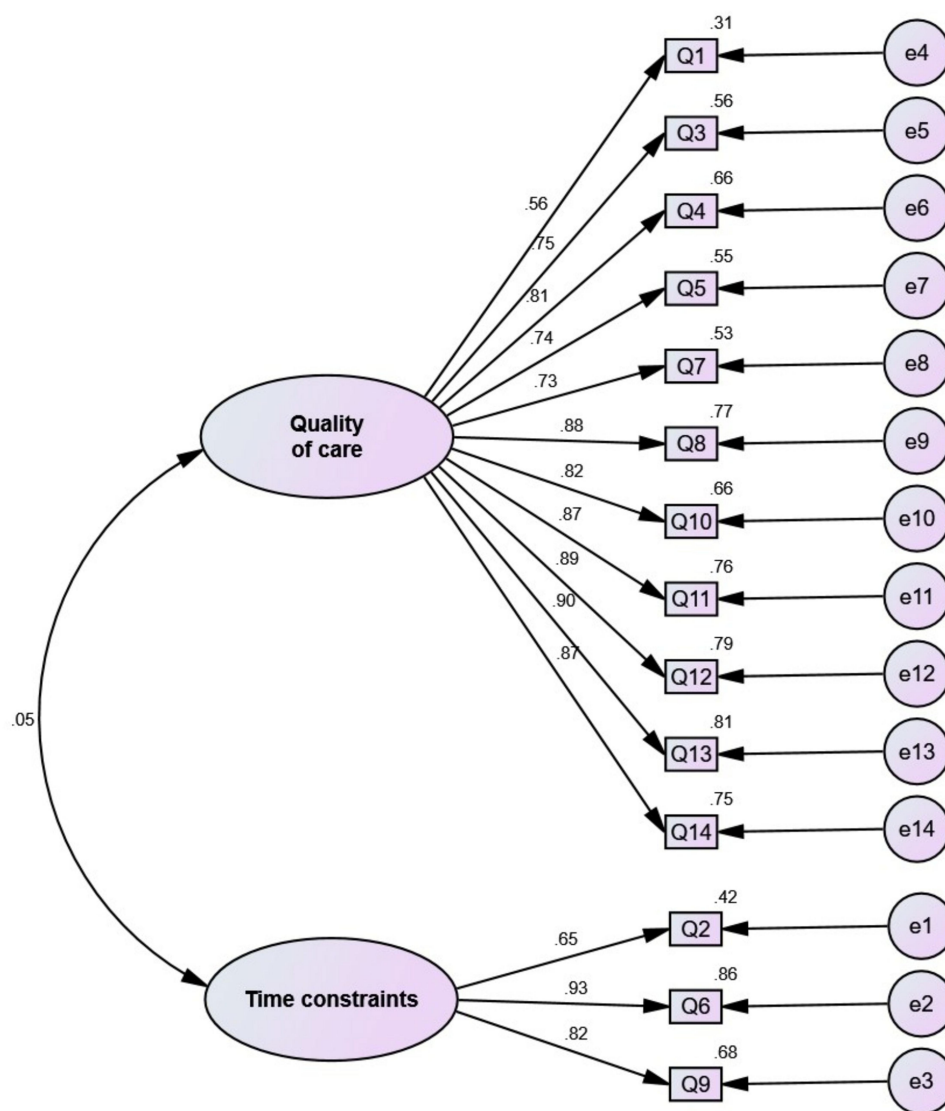 .31
Q1
e4
.56
Q3
e5
.66
Q4
e6
.55
Q5
e7
.53
Q7
e8
.77
Q8
e9
.66
Q10
e10
.76
Q11
e11
.79
Q12
e12
.81
Q13
e13
.75
Q14
e14
.56
.75
.81
.74
.73
.88
.82
.87
.89
.90
.87
Quality
of care
.05
Time constraints
.65
.93
.82
.42
Q2
e1
.86
Q6
e2
.68
Q9
e3